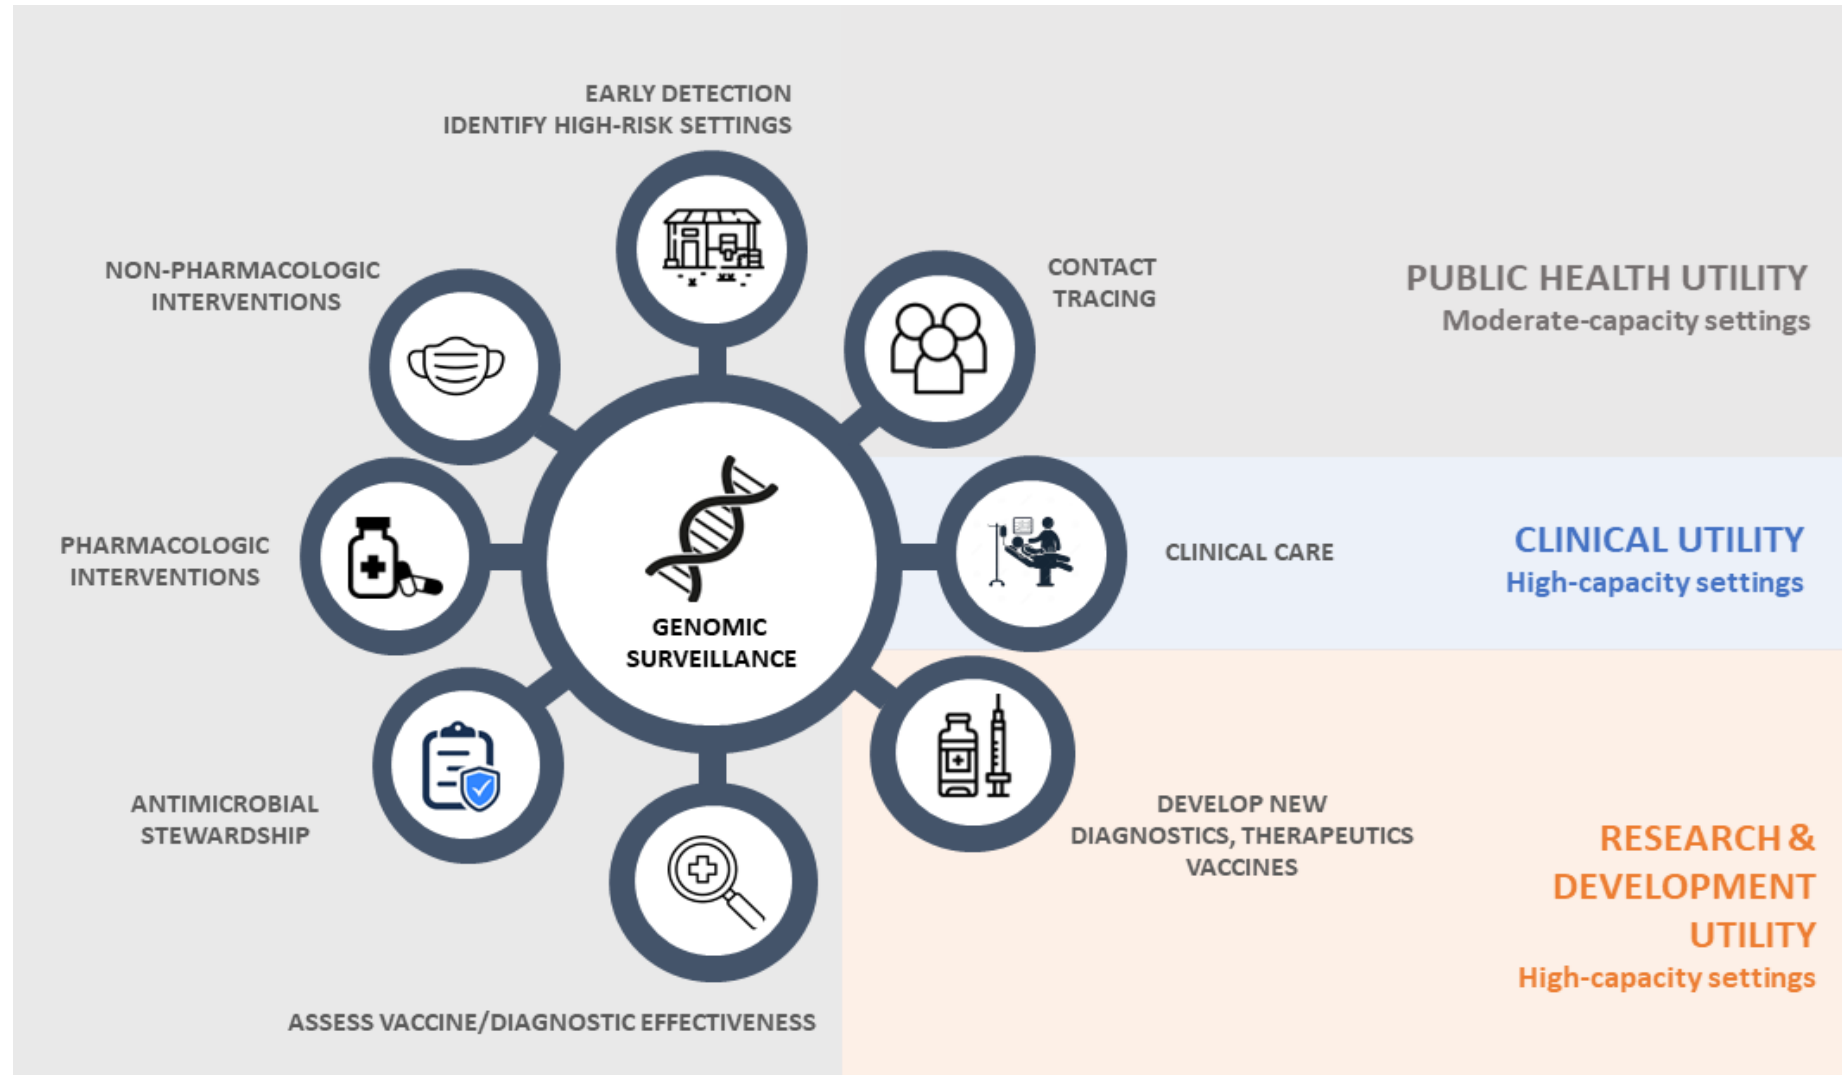 EARLY DETECTION
IDENTIFY HIGH-RISK SETTINGS
NON-PHARMACOLOGIC
INTERVENTIONS
CONTACT
TRACING
PUBLIC HEALTH UTILITY
Moderate-capacity settings
PHARMACOLOGIC
INTERVENTIONS
GENOMIC
SURVEILLANCE
CLINICAL CARE
CLINICAL UTILITY
High-capacity settings
ANTIMICROBIAL
STEWARDSHIP
DEVELOP NEW
DIAGNOSTICS, THERAPEUTICS
VACCINES
RESEARCH &
DEVELOPMENT
UTILITY
High-capacity settings
ASSESS VACCINE/DIAGNOSTIC EFFECTIVENESS